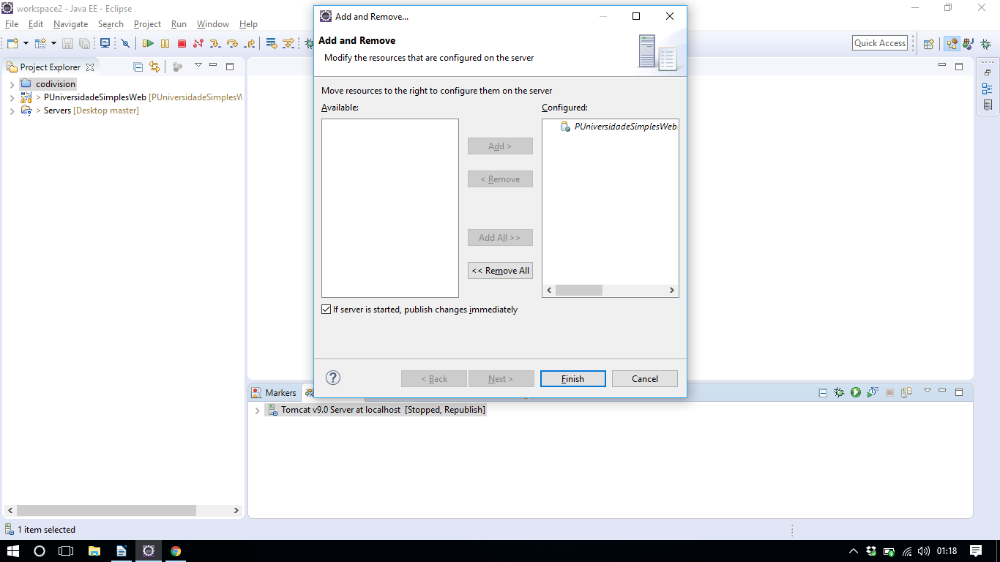 workspace2 - Java EE - Eclipse
File Edit Navigate Search Project Run Window Help
Quick Access
Project Explorer
codivision
> PUniversidadeSimplesWeb [PUniversidadeSimplesW
> Servers [Desktop master]
Add and Remove...
Add and Remove
Modify the resources that are configured on the server
Move resources to the right to configure them on the server
Available:
Configured:
PUniversidadeSimplesWeb
Add >
< Remove
Add All >>
<< Remove All
If server is started, publish changes immediately
?
< Back
Next >
Finish
Cancel
Markers
Tomcat v9.0 Server at localhost [Stopped, Republish]
1 item selected
01:18